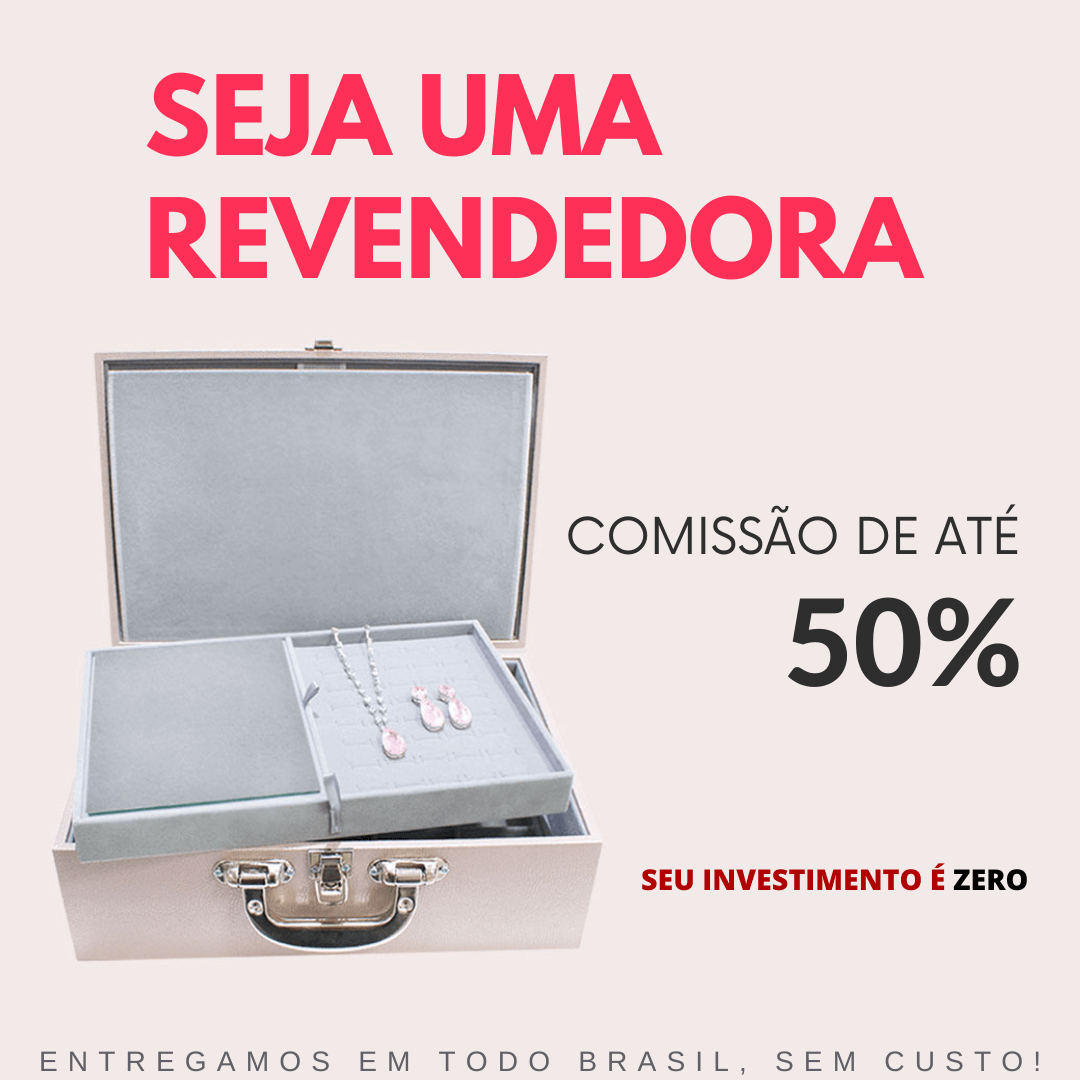 SEJA UMA
REVENDEDORA
COMISSÃO DE ATÉ
50%
SEU INVESTIMENTO É ZERO
ENTREGAMOS EM TODO BRASIL, SEM CUSTO!